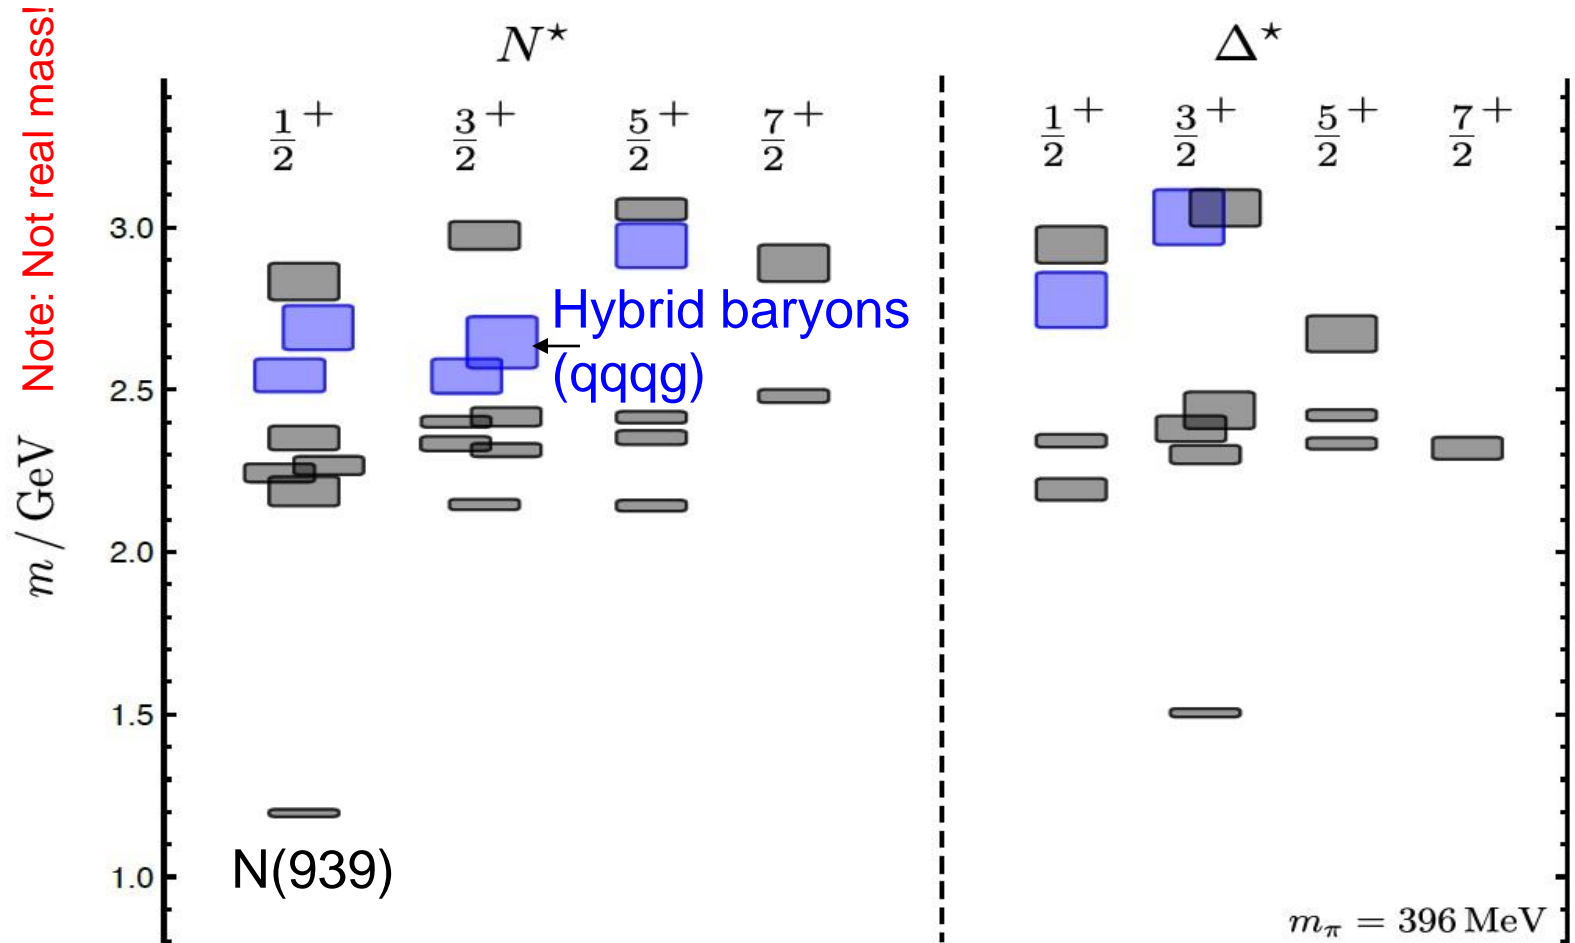 Note: Not real mass!
N⋆
Δ⋆
1/2+ 3/2+ 5/2+ 7/2+ 1/2+ 3/2+ 5/2+ 7/2+
3.0
Hybrid baryons
(qqqg)
2.5
m / GeV
2.0
1.5
N(939)
1.0
mπ = 396 MeV